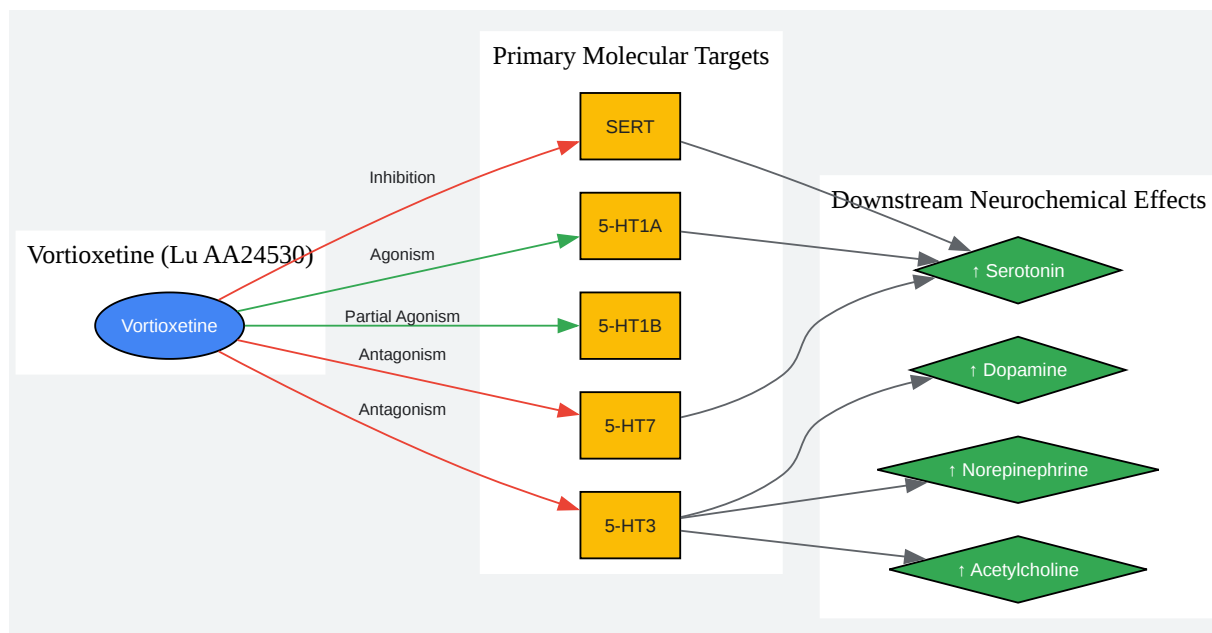 Primary Molecular Targets
SERT
Inhibition
Downstream Neurochemical Effects
5-HT1A
Vortioxetine (Lu AA24530)
Agonism
↑ Serotonin
Partial Agonism
Vortioxetine
5-HT1B
Antagonism
↑ Dopamine
Antagonism
5-HT7
↑ Norepinephrine
5-HT3
↑ Acetylcholine